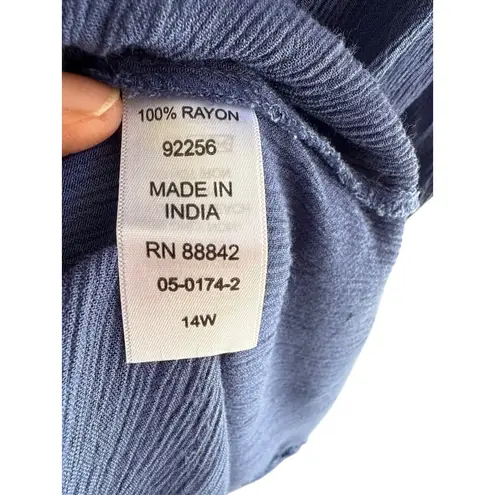 100% RAYON
92256
MADE IN
INDIA
RN 88842
05-0174-2
14W